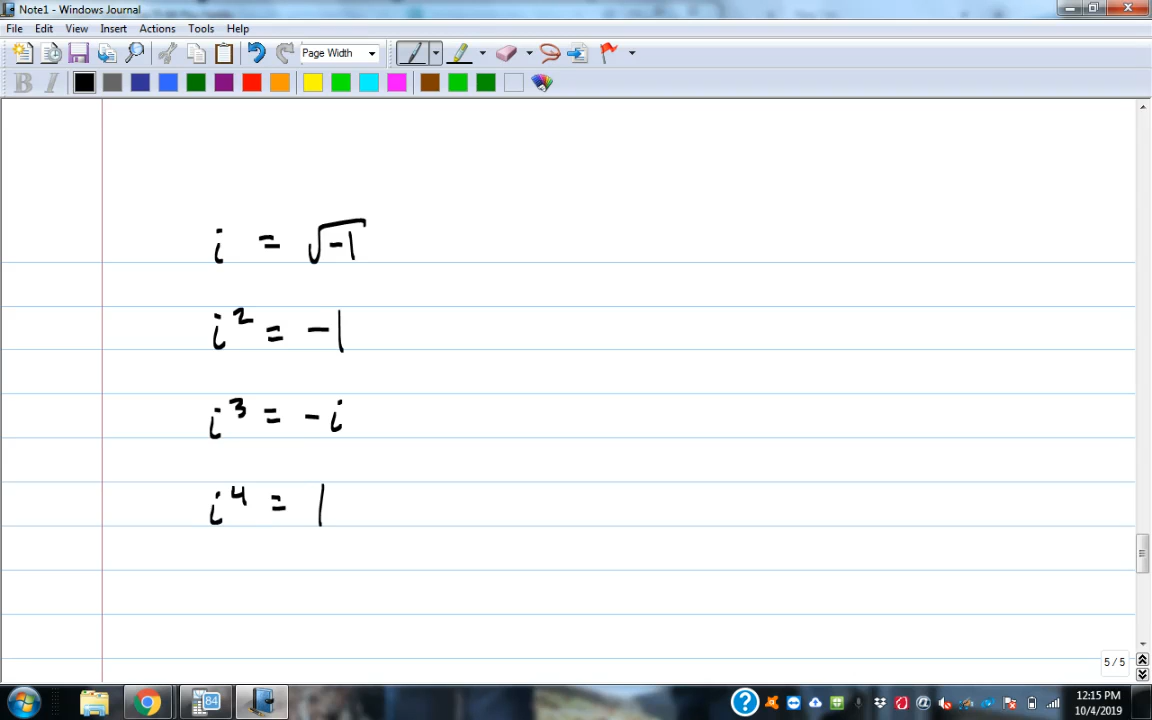 Note1 - Windows Journal
File Edit View Insert Actions Tools Help
Page Width
B I
i = √-1
i² = -1
i³ = -i
i⁴ = 1
5 / 5
84
12:15 PM
10/4/2019